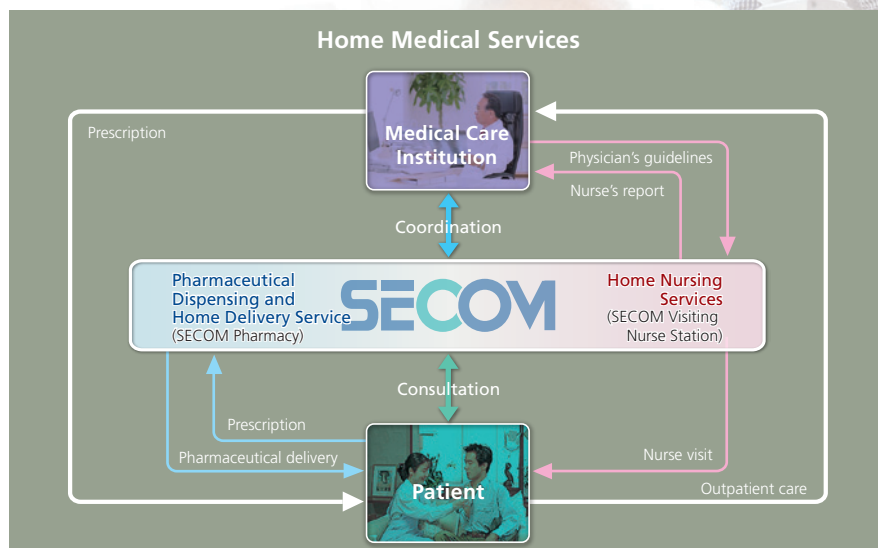 Home Medical Services
Prescription
Medical Care
Institution
Physician's guidelines
Nurse's report
Coordination
Pharmaceutical
Dispensing and
Home Delivery Service
(SECOM Pharmacy)
SECOM
Home Nursing
Services
(SECOM Visiting
Nurse Station)
Consultation
Prescription
Pharmaceutical delivery
Nurse visit
Patient
Outpatient care